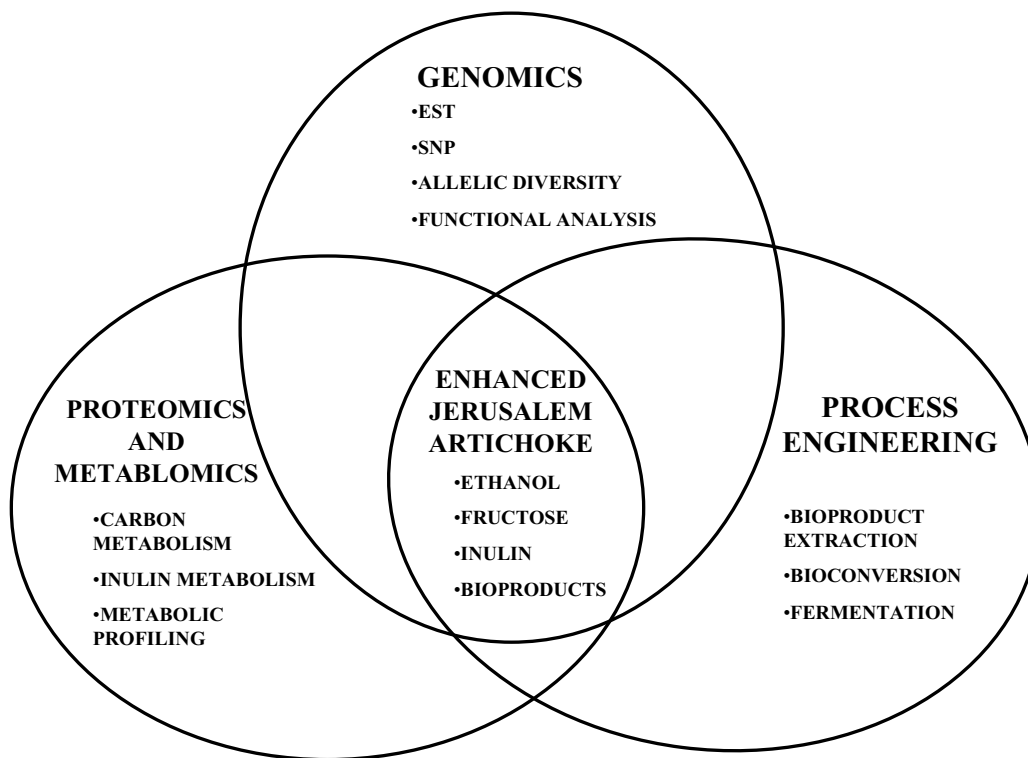 GENOMICS
•EST
•SNP
•ALLELIC DIVERSITY
•FUNCTIONAL ANALYSIS
PROTEOMICS
AND
METABLOMICS
•CARBON
METABOLISM
•INULIN METABOLISM
•METABOLIC
PROFILING
ENHANCED
JERUSALEM
ARTICHOKE
•ETHANOL
•FRUCTOSE
•INULIN
•BIOPRODUCTS
PROCESS
ENGINEERING
•BIOPRODUCT
EXTRACTION
•BIOCONVERSION
•FERMENTATION